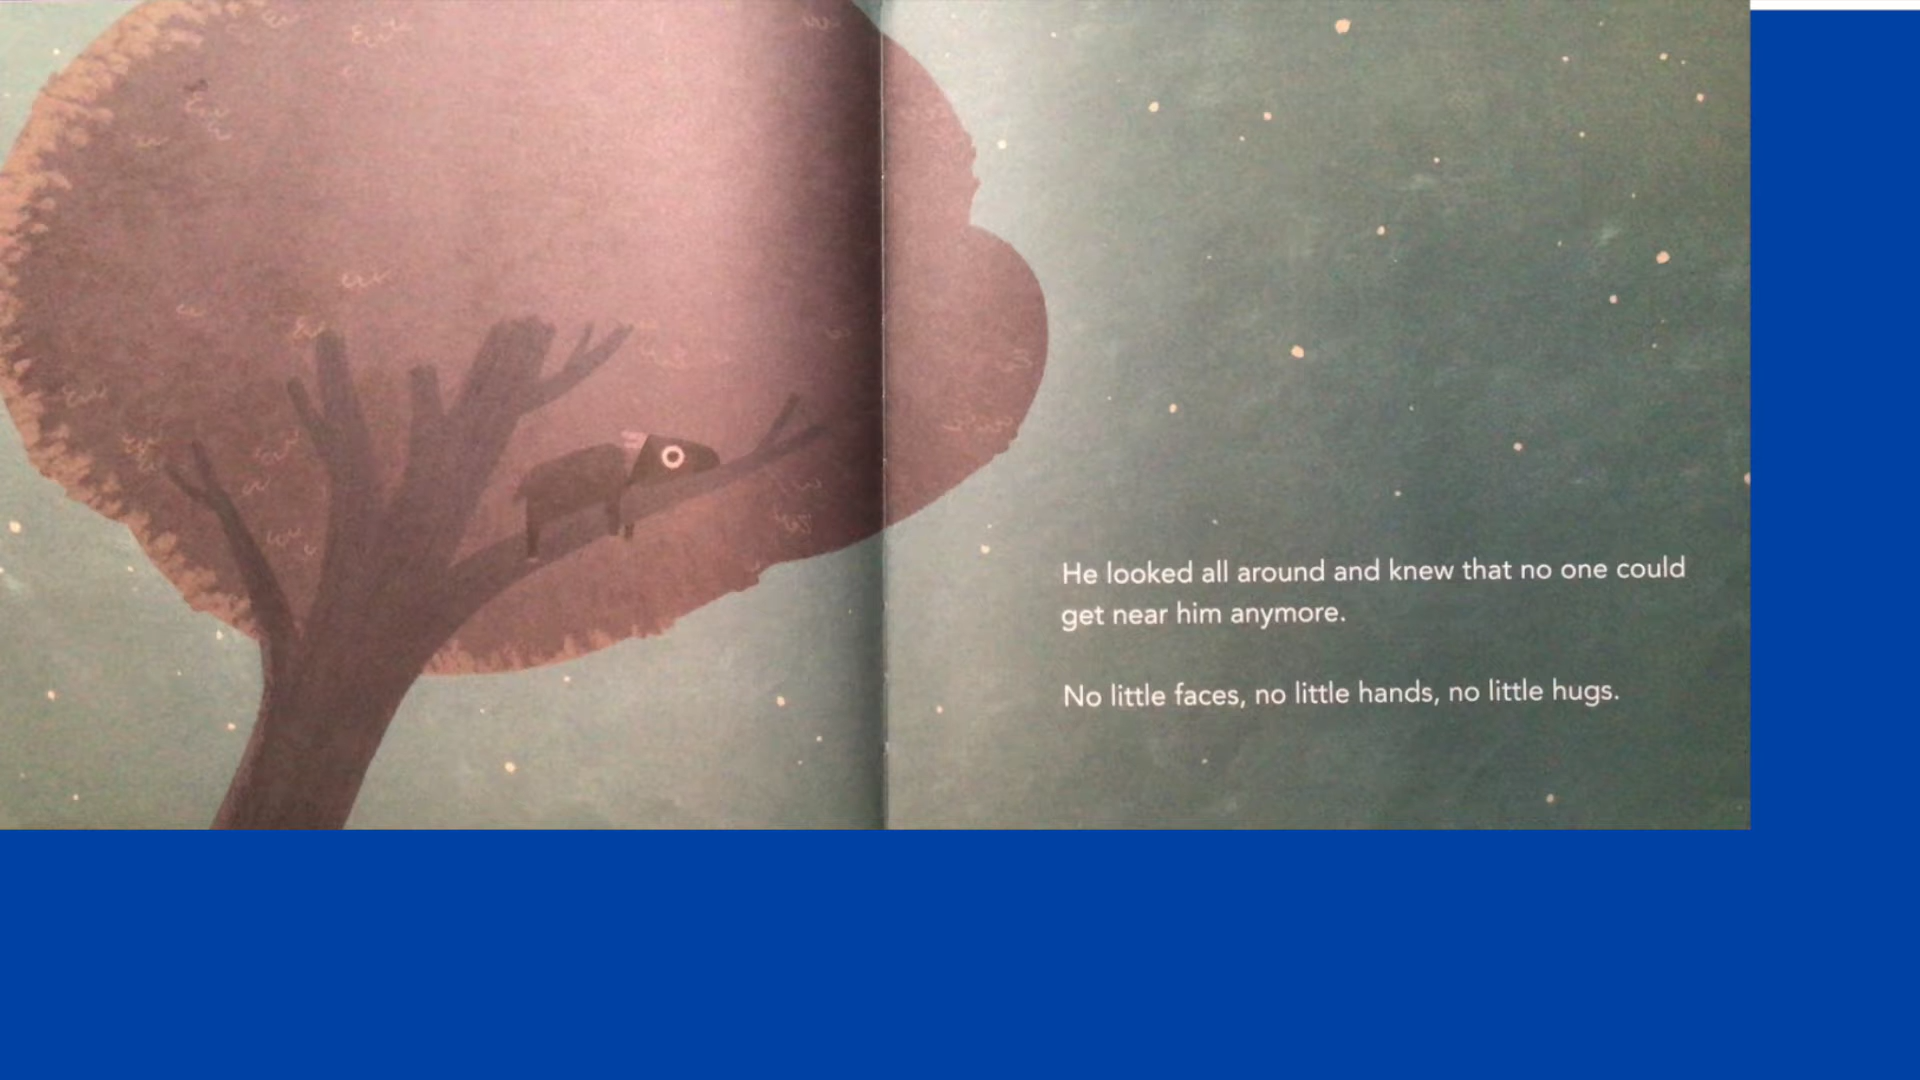 He looked all around and knew that no one could
get near him anymore.
No little faces, no little hands, no little hugs.